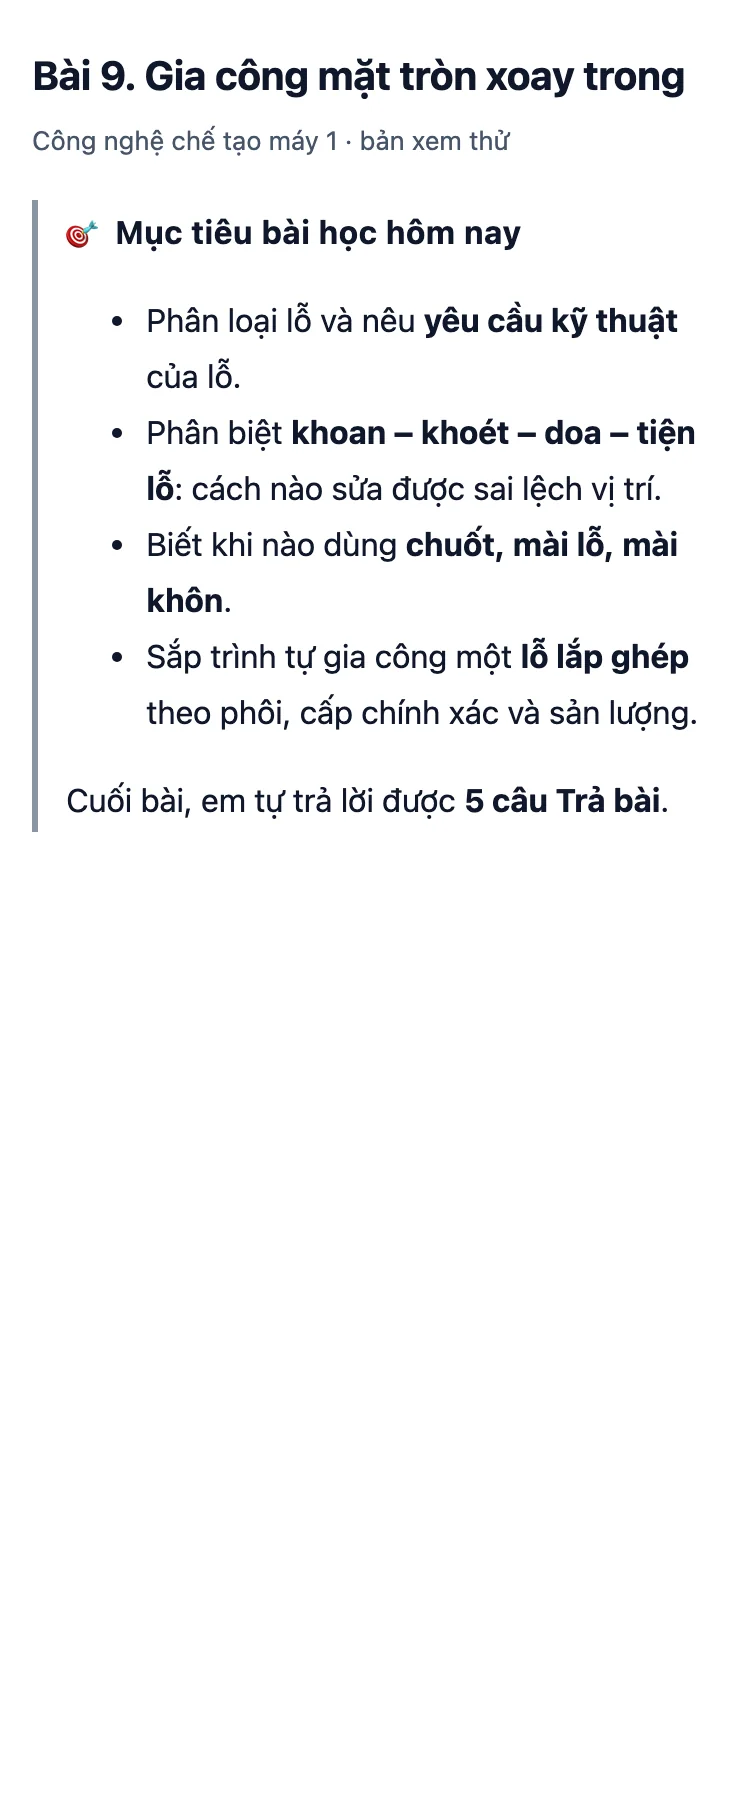 Bài 9. Gia công mặt tròn xoay trong
Công nghệ chế tạo máy 1 · bản xem thử
🎯 Mục tiêu bài học hôm nay
• Phân loại lỗ và nêu yêu cầu kỹ thuật
của lỗ.
• Phân biệt khoan – khoét – doa – tiện
lỗ: cách nào sửa được sai lệch vị trí.
• Biết khi nào dùng chuốt, mài lỗ, mài
khôn.
• Sắp trình tự gia công một lỗ lắp ghép
theo phôi, cấp chính xác và sản lượng.
Cuối bài, em tự trả lời được 5 câu Trả bài.